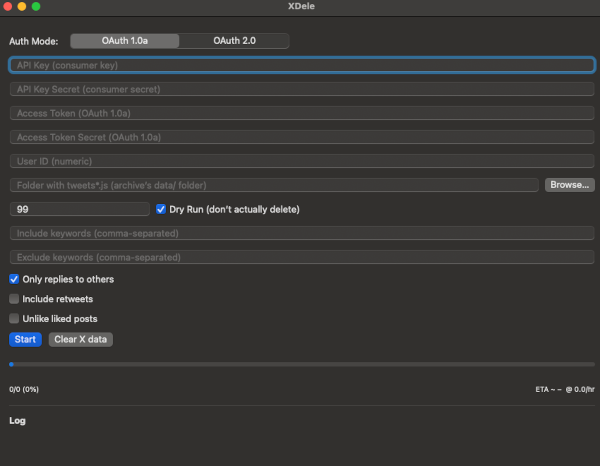 XDele
Auth Mode: OAuth 1.0a OAuth 2.0
API Key (consumer key)
API Key Secret (consumer secret)
Access Token (OAuth 1.0a)
Access Token Secret (OAuth 1.0a)
User ID (numeric)
Folder with tweets*.js (archive's data/ folder) Browse...
99 Dry Run (don't actually delete)
Include keywords (comma-separated)
Exclude keywords (comma-separated)
Only replies to others
Include retweets
Unlike liked posts
Start Clear X data
0/0 (0%) ETA ~ – @ 0.0/hr
Log